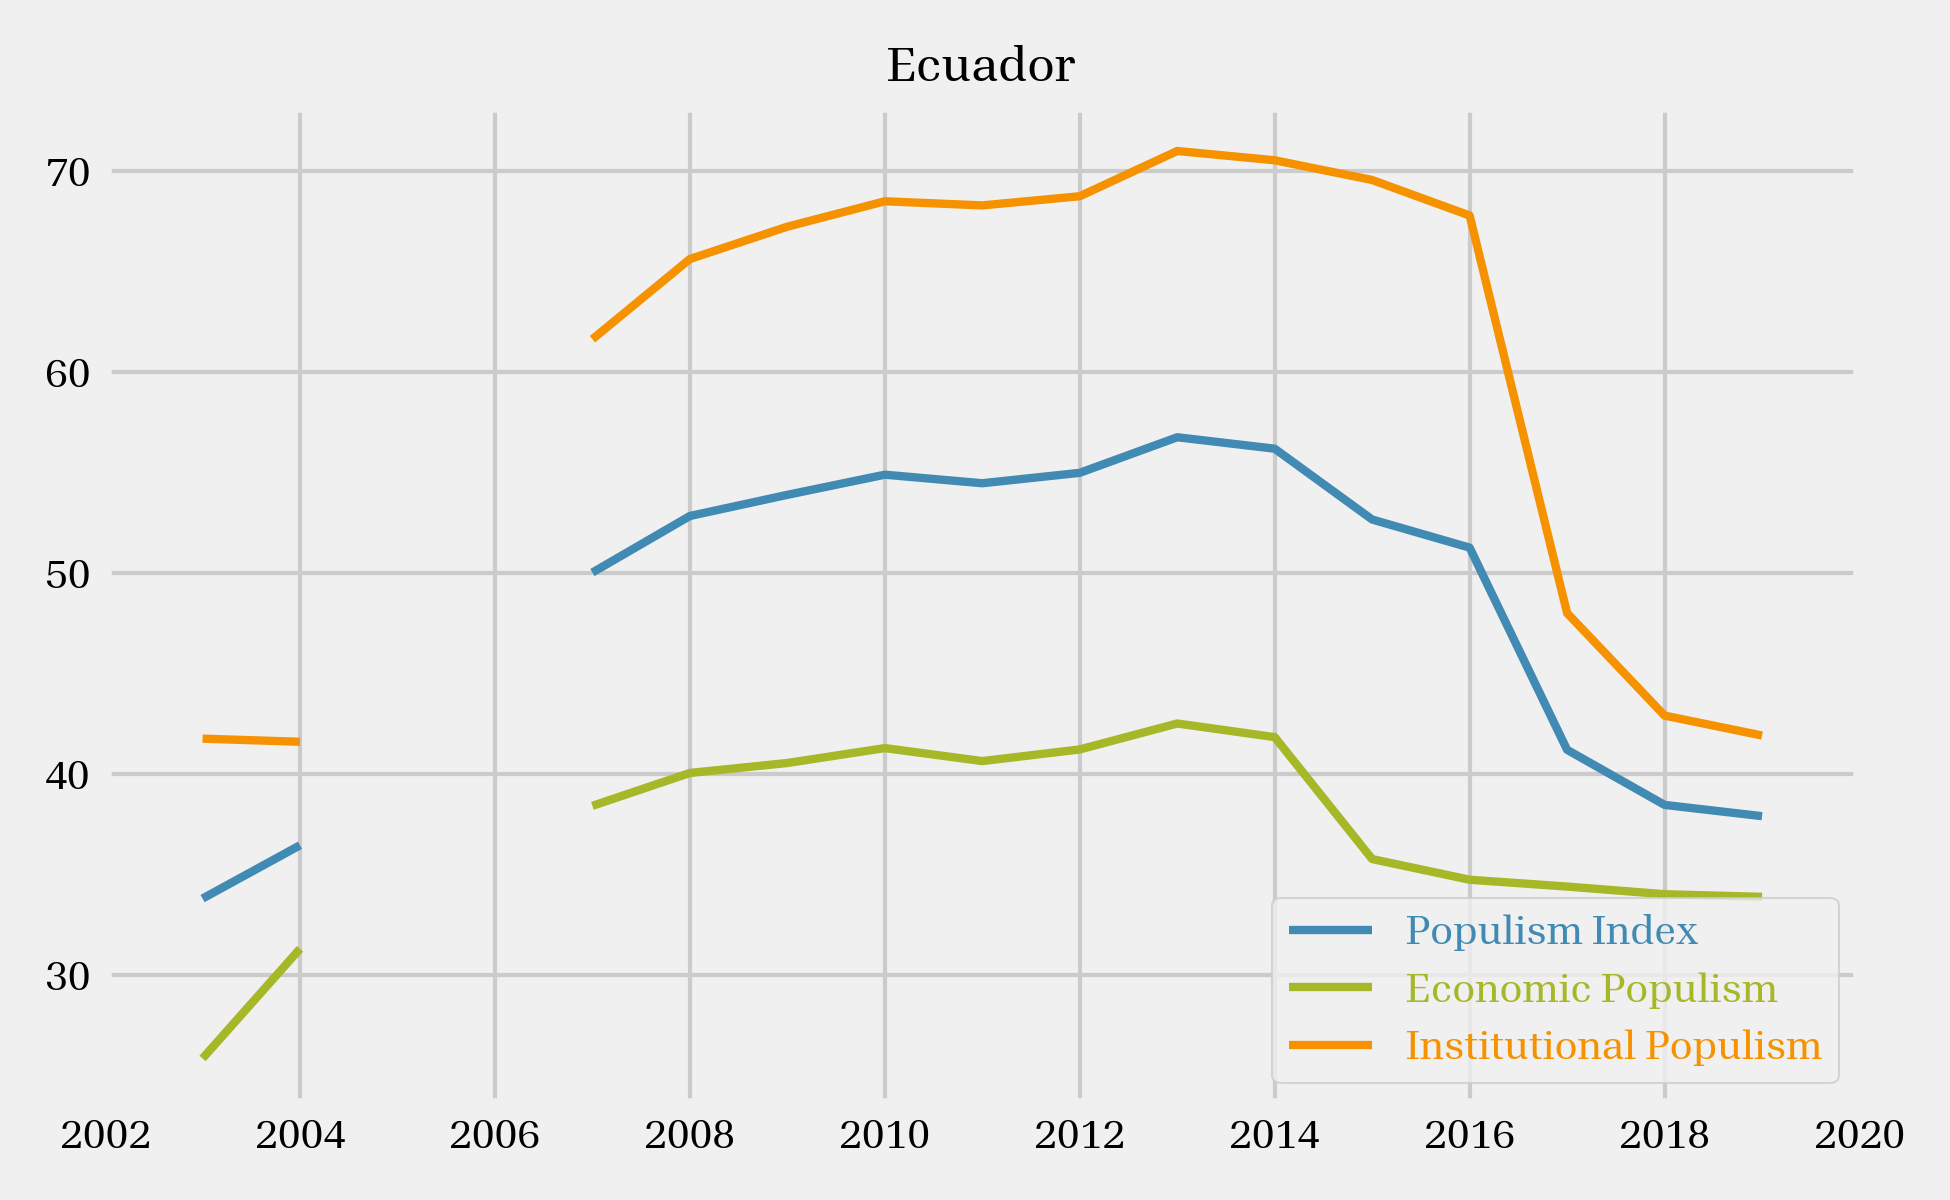 Ecuador
70
60
50
40
30
2002 2004 2006 2008 2010 2012 2014 2016 2018 2020
Populism Index
Economic Populism
Institutional Populism